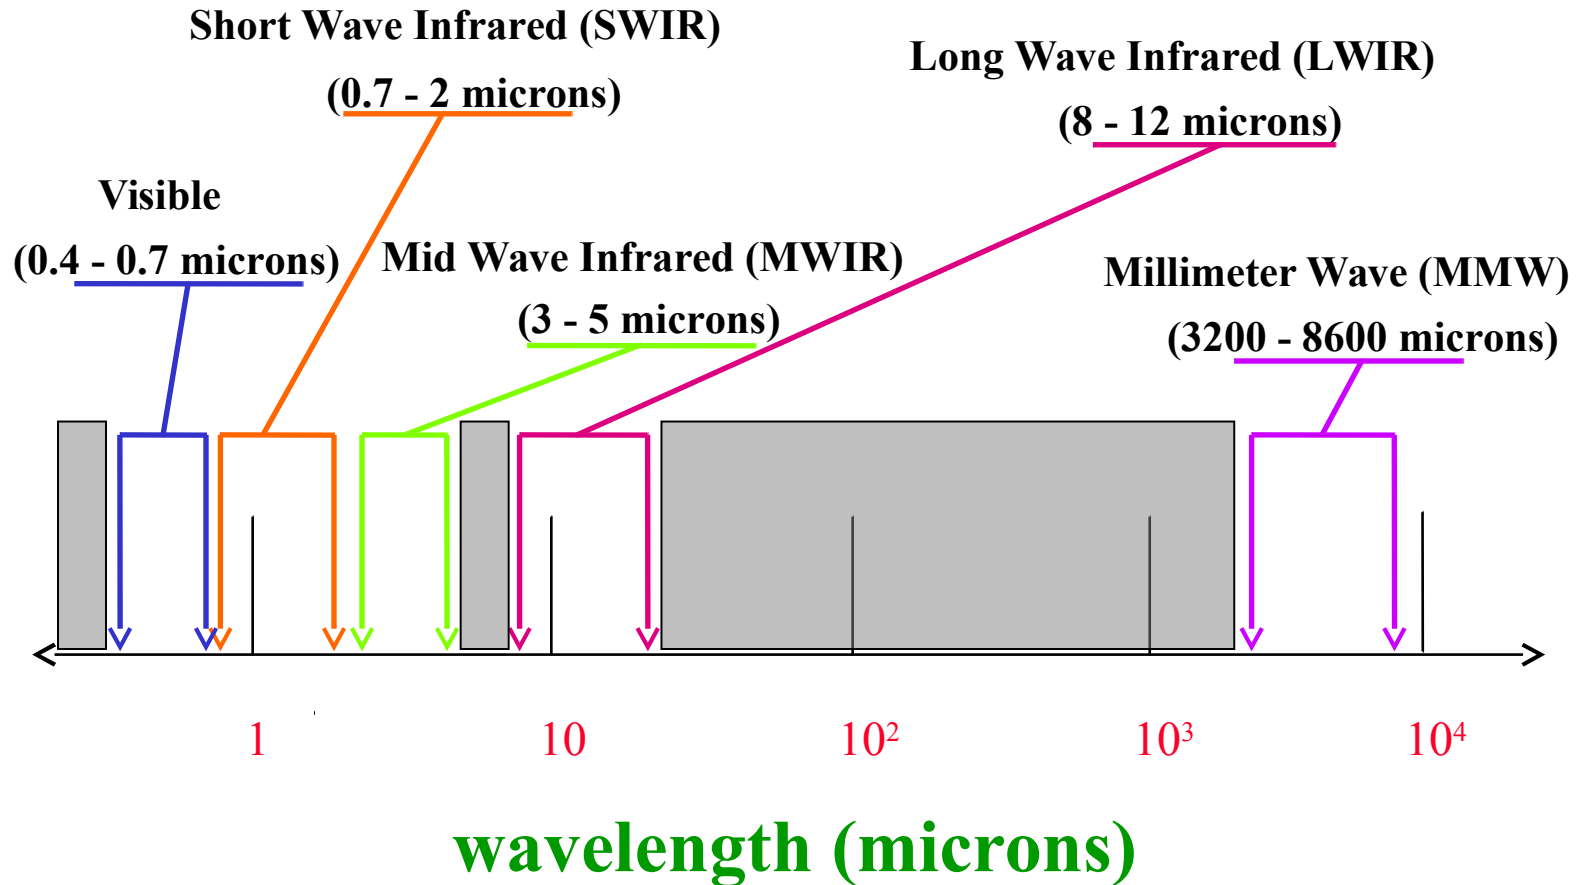 Short Wave Infrared (SWIR)
(0.7 - 2 microns)
Long Wave Infrared (LWIR)
(8 - 12 microns)
Visible
(0.4 - 0.7 microns)
Mid Wave Infrared (MWIR)
(3 - 5 microns)
Millimeter Wave (MMW)
(3200 - 8600 microns)
1 10 10² 10³ 10⁴
wavelength (microns)